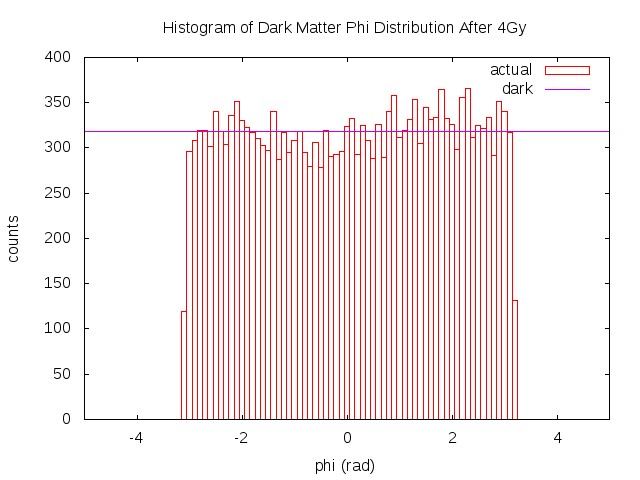 Histogram of Dark Matter Phi Distribution After 4Gy
400
350
300
250
200
150
100
50
0
counts
actual
dark
-4
-2
0
2
4
phi (rad)